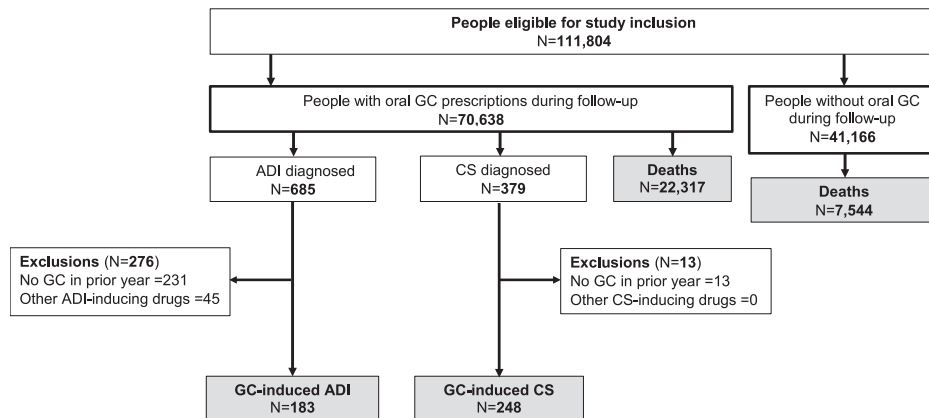 People eligible for study inclusion
N=111,804
People with oral GC prescriptions during follow-up
N=70,638
People without oral GC
during follow-up
N=41,166
ADI diagnosed
N=685
CS diagnosed
N=379
Deaths
N=22,317
Deaths
N=7,544
Exclusions (N=276)
No GC in prior year =231
Other ADI-inducing drugs =45
Exclusions (N=13)
No GC in prior year =13
Other CS-inducing drugs =0
GC-induced ADI
N=183
GC-induced CS
N=248